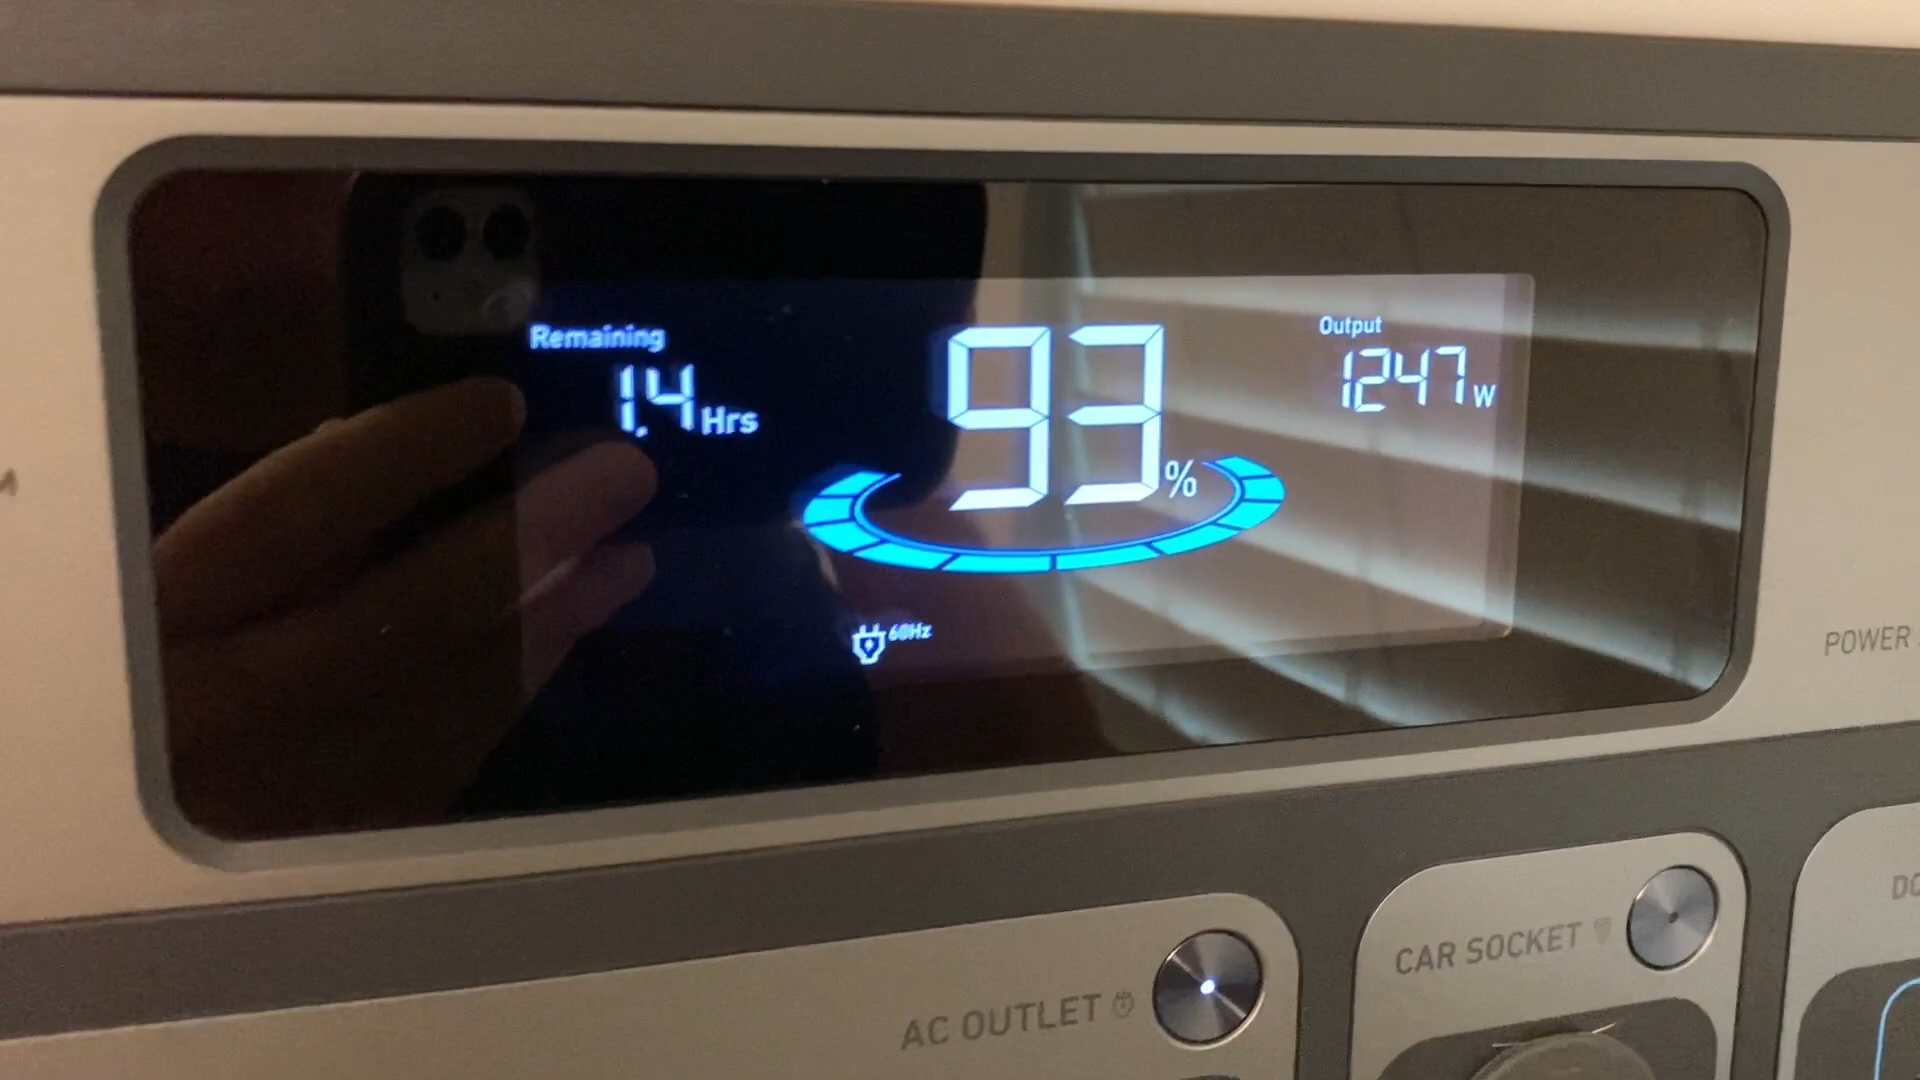 Remaining
1.4 Hrs
93%
Output
1247 W
60Hz
POWER
AC OUTLET
CAR SOCKET